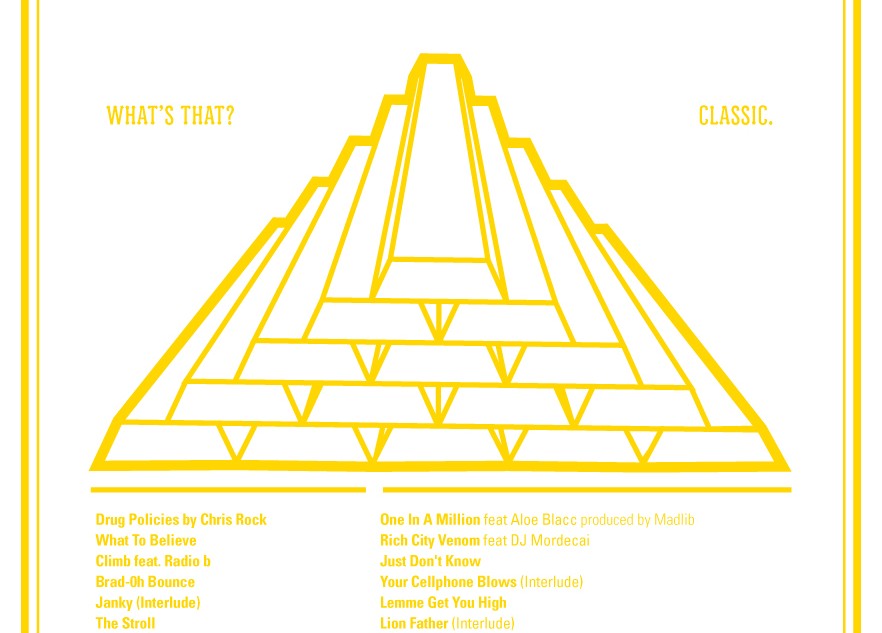 WHAT'S THAT?
CLASSIC.
Drug Policies by Chris Rock
What To Believe
Climb feat. Radio b
Brad-0h Bounce
Janky (Interlude)
The Stroll
One In A Million feat Aloe Blacc produced by Madlib
Rich City Venom feat DJ Mordecai
Just Don't Know
Your Cellphone Blows (Interlude)
Lemme Get You High
Lion Father (Interlude)